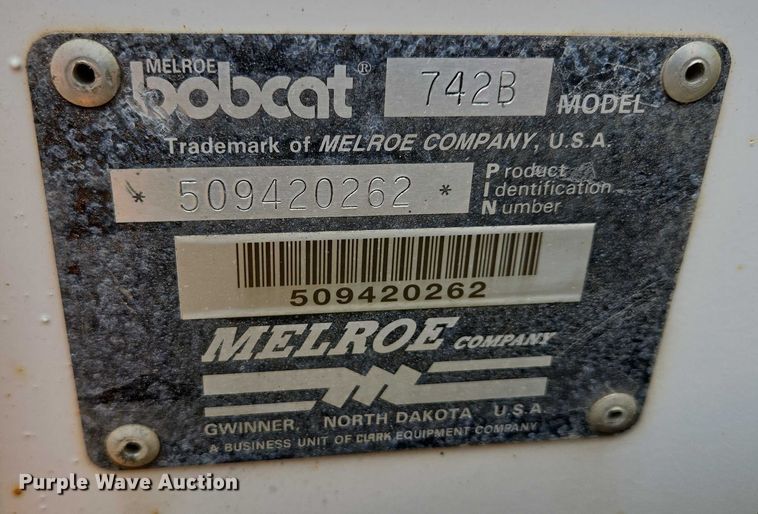 MELROE
bobcat® 742B MODEL
Trademark of MELROE COMPANY, U.S.A.
* 509420262 * Product
Identification
Number
509420262
MELROE COMPANY
GWINNER, NORTH DAKOTA U.S.A.
A BUSINESS UNIT OF CLARK EQUIPMENT COMPANY
Purple Wave Auction